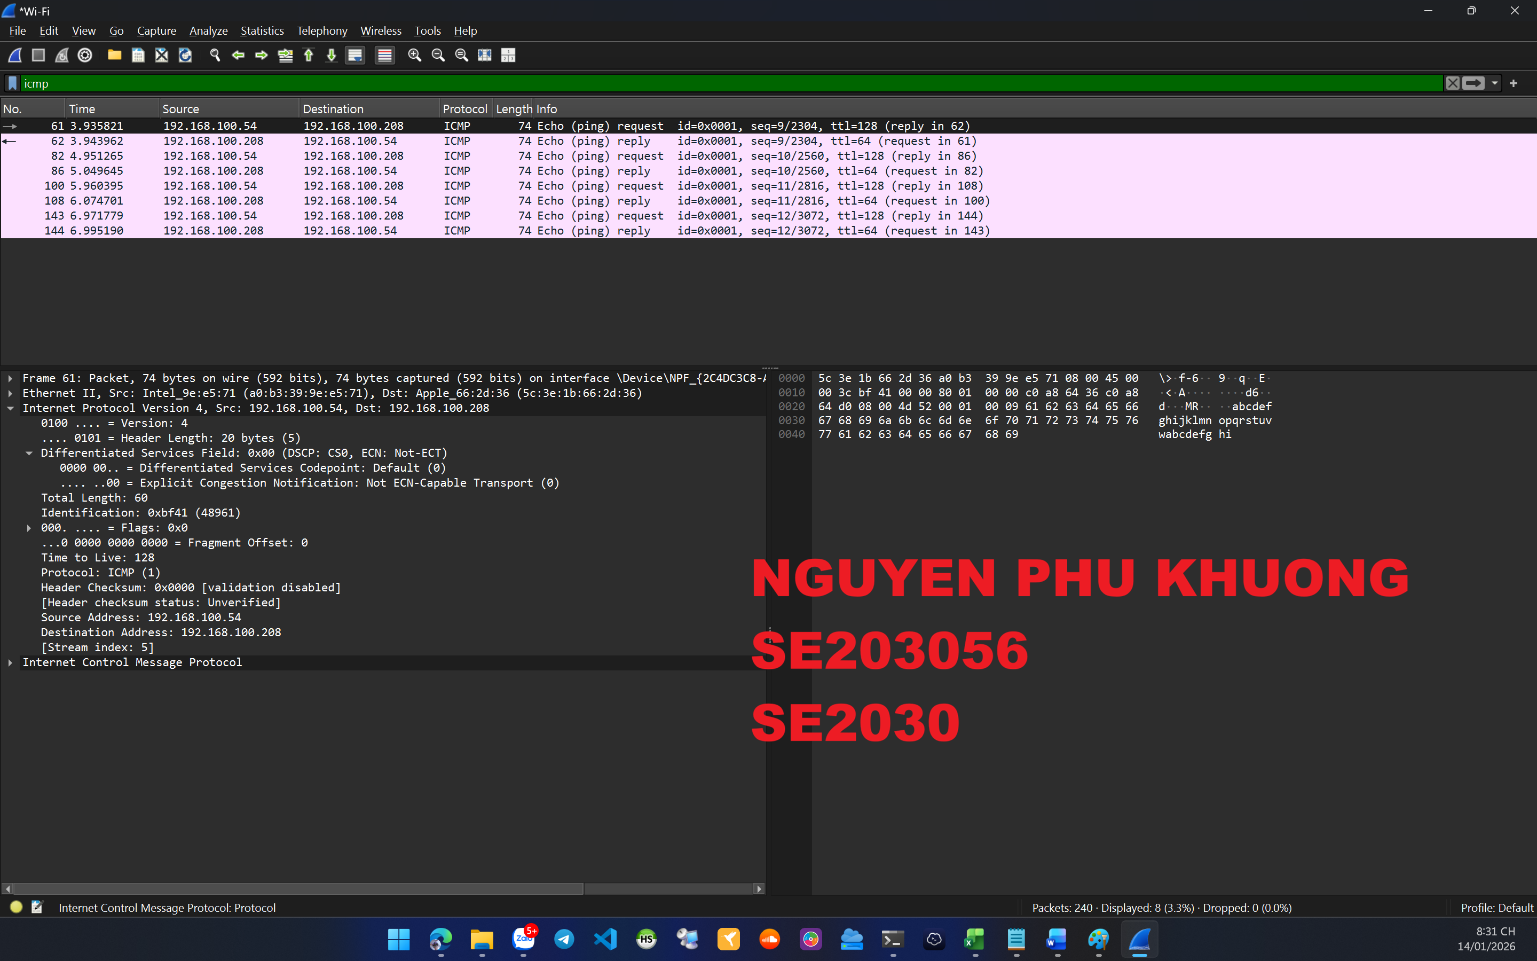 *Wi-Fi
File Edit View Go Capture Analyze Statistics Telephony Wireless Tools Help
icmp
No. Time Source Destination Protocol Length Info
61 3.935821 192.168.100.54 192.168.100.208 ICMP 74 Echo (ping) request id=0x0001, seq=9/2304, ttl=128 (reply in 62)
62 3.943962 192.168.100.208 192.168.100.54 ICMP 74 Echo (ping) reply id=0x0001, seq=9/2304, ttl=64 (request in 61)
82 4.951265 192.168.100.54 192.168.100.208 ICMP 74 Echo (ping) request id=0x0001, seq=10/2560, ttl=128 (reply in 86)
86 5.049645 192.168.100.208 192.168.100.54 ICMP 74 Echo (ping) reply id=0x0001, seq=10/2560, ttl=64 (request in 82)
100 5.960395 192.168.100.54 192.168.100.208 ICMP 74 Echo (ping) request id=0x0001, seq=11/2816, ttl=128 (reply in 108)
108 6.074701 192.168.100.208 192.168.100.54 ICMP 74 Echo (ping) reply id=0x0001, seq=11/2816, ttl=64 (request in 100)
143 6.971779 192.168.100.54 192.168.100.208 ICMP 74 Echo (ping) request id=0x0001, seq=12/3072, ttl=128 (reply in 144)
144 6.995190 192.168.100.208 192.168.100.54 ICMP 74 Echo (ping) reply id=0x0001, seq=12/3072, ttl=64 (request in 143)
Frame 61: Packet, 74 bytes on wire (592 bits), 74 bytes captured (592 bits) on interface \Device\NPF_{2C4DC3C8-
Ethernet II, Src: Intel_9e:e5:71 (a0:b3:39:9e:e5:71), Dst: Apple_66:2d:36 (5c:3e:1b:66:2d:36)
Internet Protocol Version 4, Src: 192.168.100.54, Dst: 192.168.100.208
0100 .... = Version: 4
.... 0101 = Header Length: 20 bytes (5)
Differentiated Services Field: 0x00 (DSCP: CS0, ECN: Not-ECT)
0000 00.. = Differentiated Services Codepoint: Default (0)
.... ..00 = Explicit Congestion Notification: Not ECN-Capable Transport (0)
Total Length: 60
Identification: 0xbf41 (48961)
000. .... = Flags: 0x0
...0 0000 0000 0000 = Fragment Offset: 0
Time to Live: 128
Protocol: ICMP (1)
Header Checksum: 0x0000 [validation disabled]
[Header checksum status: Unverified]
Source Address: 192.168.100.54
Destination Address: 192.168.100.208
[Stream index: 5]
Internet Control Message Protocol
0000 5c 3e 1b 66 2d 36 a0 b3 39 9e e5 71 08 00 45 00 \>·f-6·· 9··q··E·
0010 00 3c bf 41 00 00 80 01 00 00 c0 a8 64 36 c0 a8 ·<·A···· ····d6··
0020 64 d0 08 00 4d 52 00 01 00 09 61 62 63 64 65 66 d···MR·· ··abcdef
0030 67 68 69 6a 6b 6c 6d 6e 6f 70 71 72 73 74 75 76 ghijklmn opqrstuv
0040 77 61 62 63 64 65 66 67 68 69 wabcdefg hi
NGUYEN PHU KHUONG
SE203056
SE2030
Internet Control Message Protocol: Protocol
Packets: 240 · Displayed: 8 (3.3%) · Dropped: 0 (0.0%)
Profile: Default
Zalo
5+
HS
8:31 CH
14/01/2026